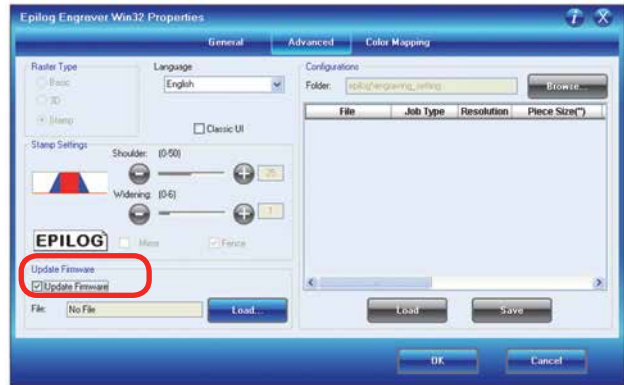 Epilog Engraver Win32 Properties
General Advanced Color Mapping
Raster Type
Basic
3D
Stamp
Language
English
Classic UI
Stamp Settings
Shoulder: (0-50)
25
Widening: (0-6)
EPILOG
Mirror
Fence
Update Firmware
Update Firmware
File: No File Load...
Configurations
Folder: epilog\engraving_setting Browse...
File Job Type Resolution Piece Size(")
Load Save
OK Cancel